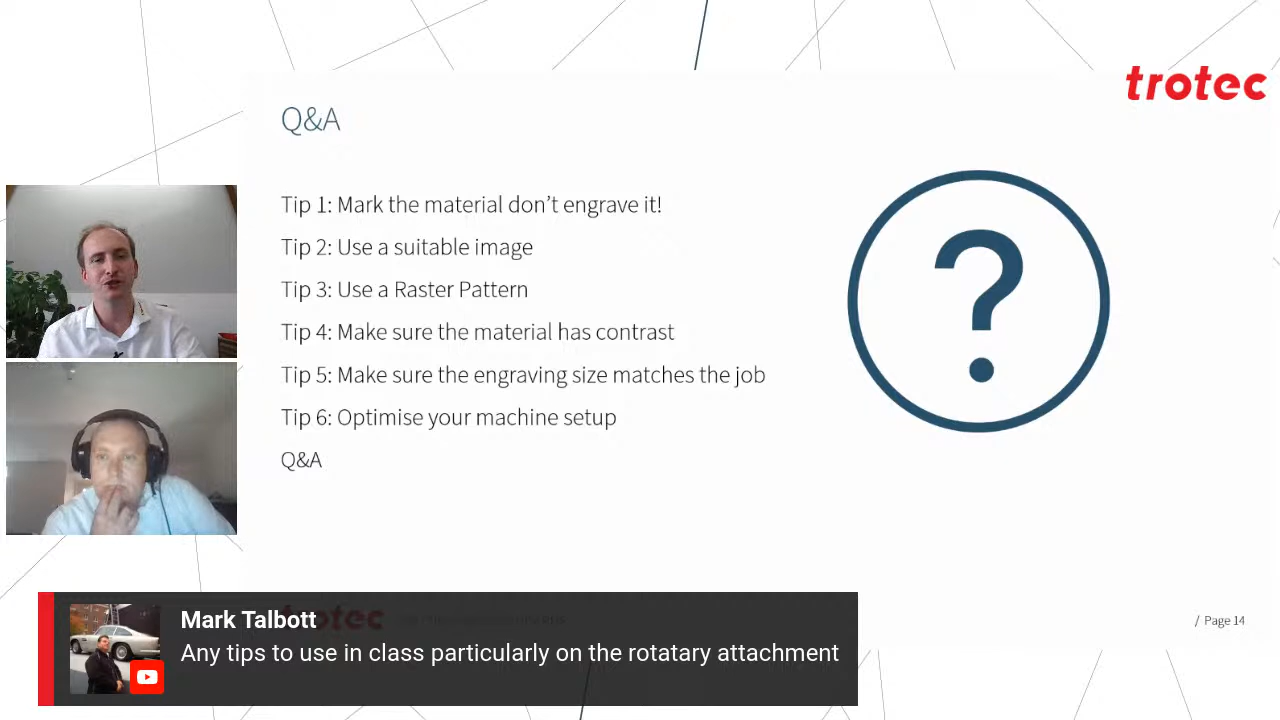 trotec
Q&A
Tip 1: Mark the material don't engrave it!
Tip 2: Use a suitable image
Tip 3: Use a Raster Pattern
Tip 4: Make sure the material has contrast
Tip 5: Make sure the engraving size matches the job
Tip 6: Optimise your machine setup
Q&A
Mark Talbott
Any tips to use in class particularly on the rotatary attachment
trotec
/ Page 14